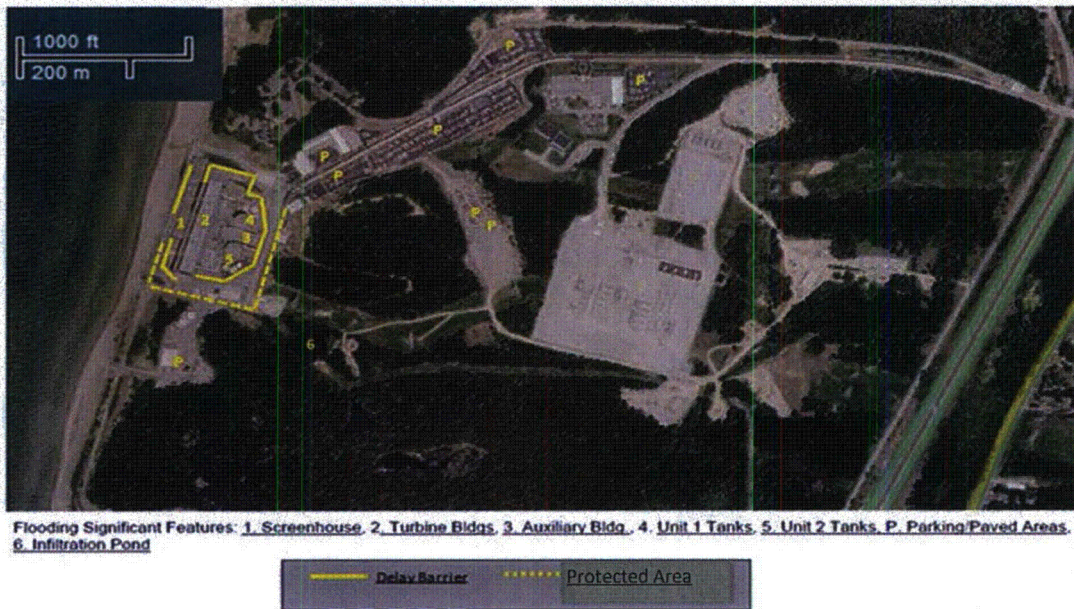 1000 ft
200 m
P
P
P
P
P
P
P
1
2
4
3
5
6
P
Flooding Significant Features: 1. Screenhouse, 2. Turbine Bldgs, 3. Auxiliary Bldg., 4. Unit 1 Tanks, 5. Unit 2 Tanks, P. Parking/Paved Areas,
6. Infiltration Pond
Delay Barrier Protected Area